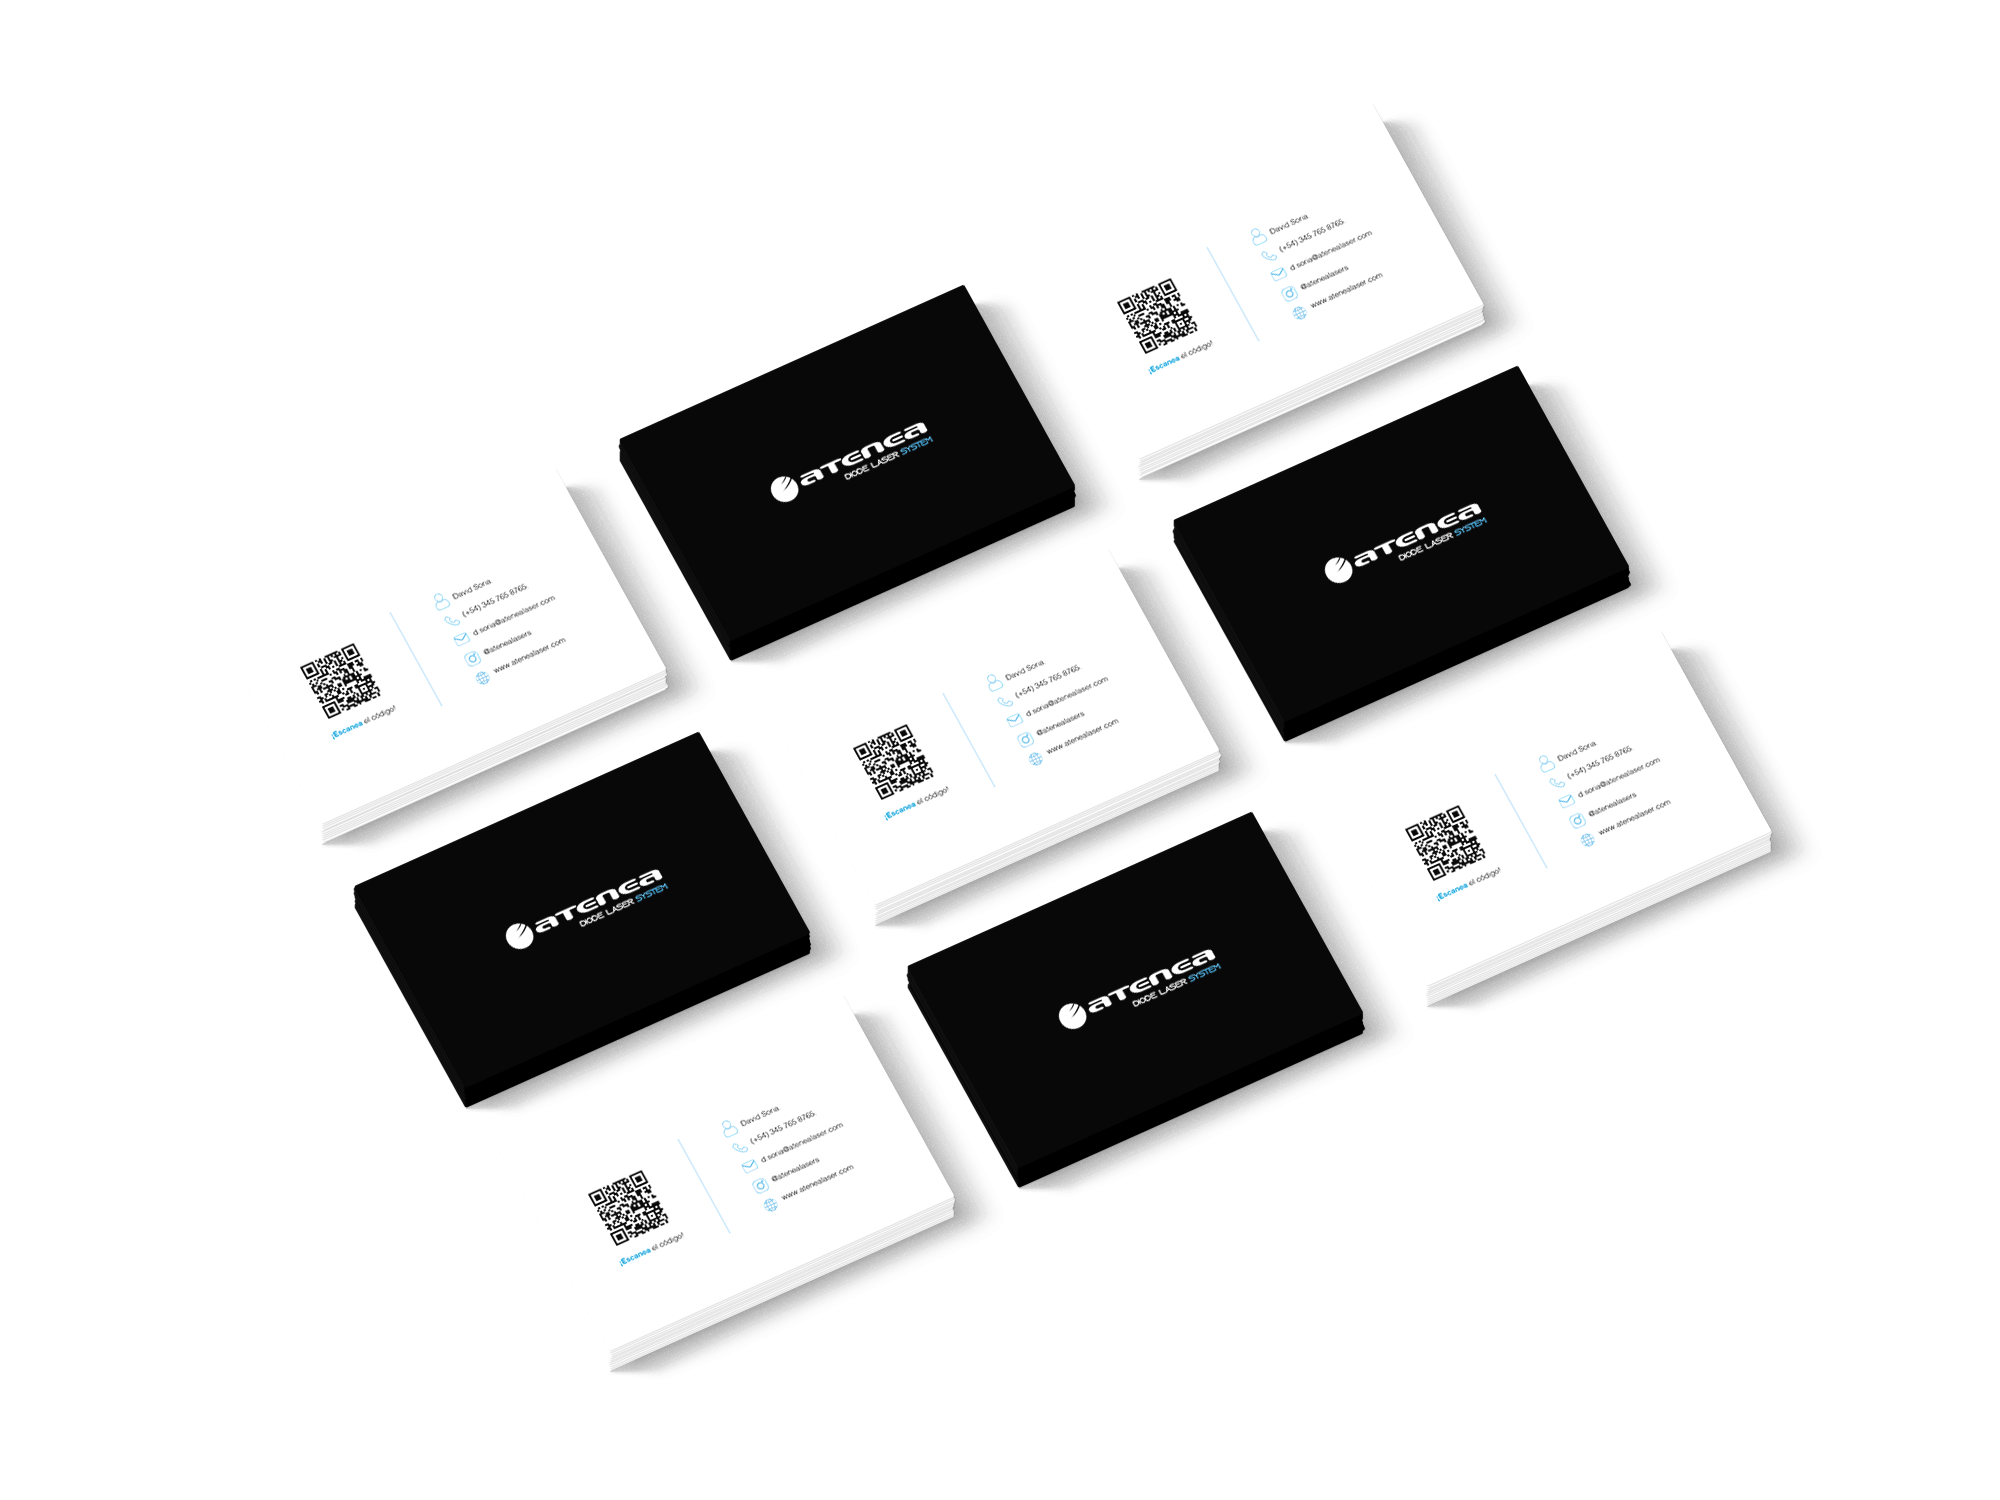 David Soria
(+54) 345 765 8765
d.soria@atenealaser.com
@atenealasers
www.atenealaser.com
¡Escanea el código!
ATENEA
DIODE LASER SYSTEM
ATENEA
DIODE LASER SYSTEM
David Soria
(+54) 345 765 8765
d.soria@atenealaser.com
@atenealasers
www.atenealaser.com
¡Escanea el código!
David Soria
(+54) 345 765 8765
d.soria@atenealaser.com
@atenealasers
www.atenealaser.com
¡Escanea el código!
David Soria
(+54) 345 765 8765
d.soria@atenealaser.com
@atenealasers
www.atenealaser.com
¡Escanea el código!
ATENEA
DIODE LASER SYSTEM
ATENEA
DIODE LASER SYSTEM
David Soria
(+54) 345 765 8765
d.soria@atenealaser.com
@atenealasers
www.atenealaser.com
¡Escanea el código!